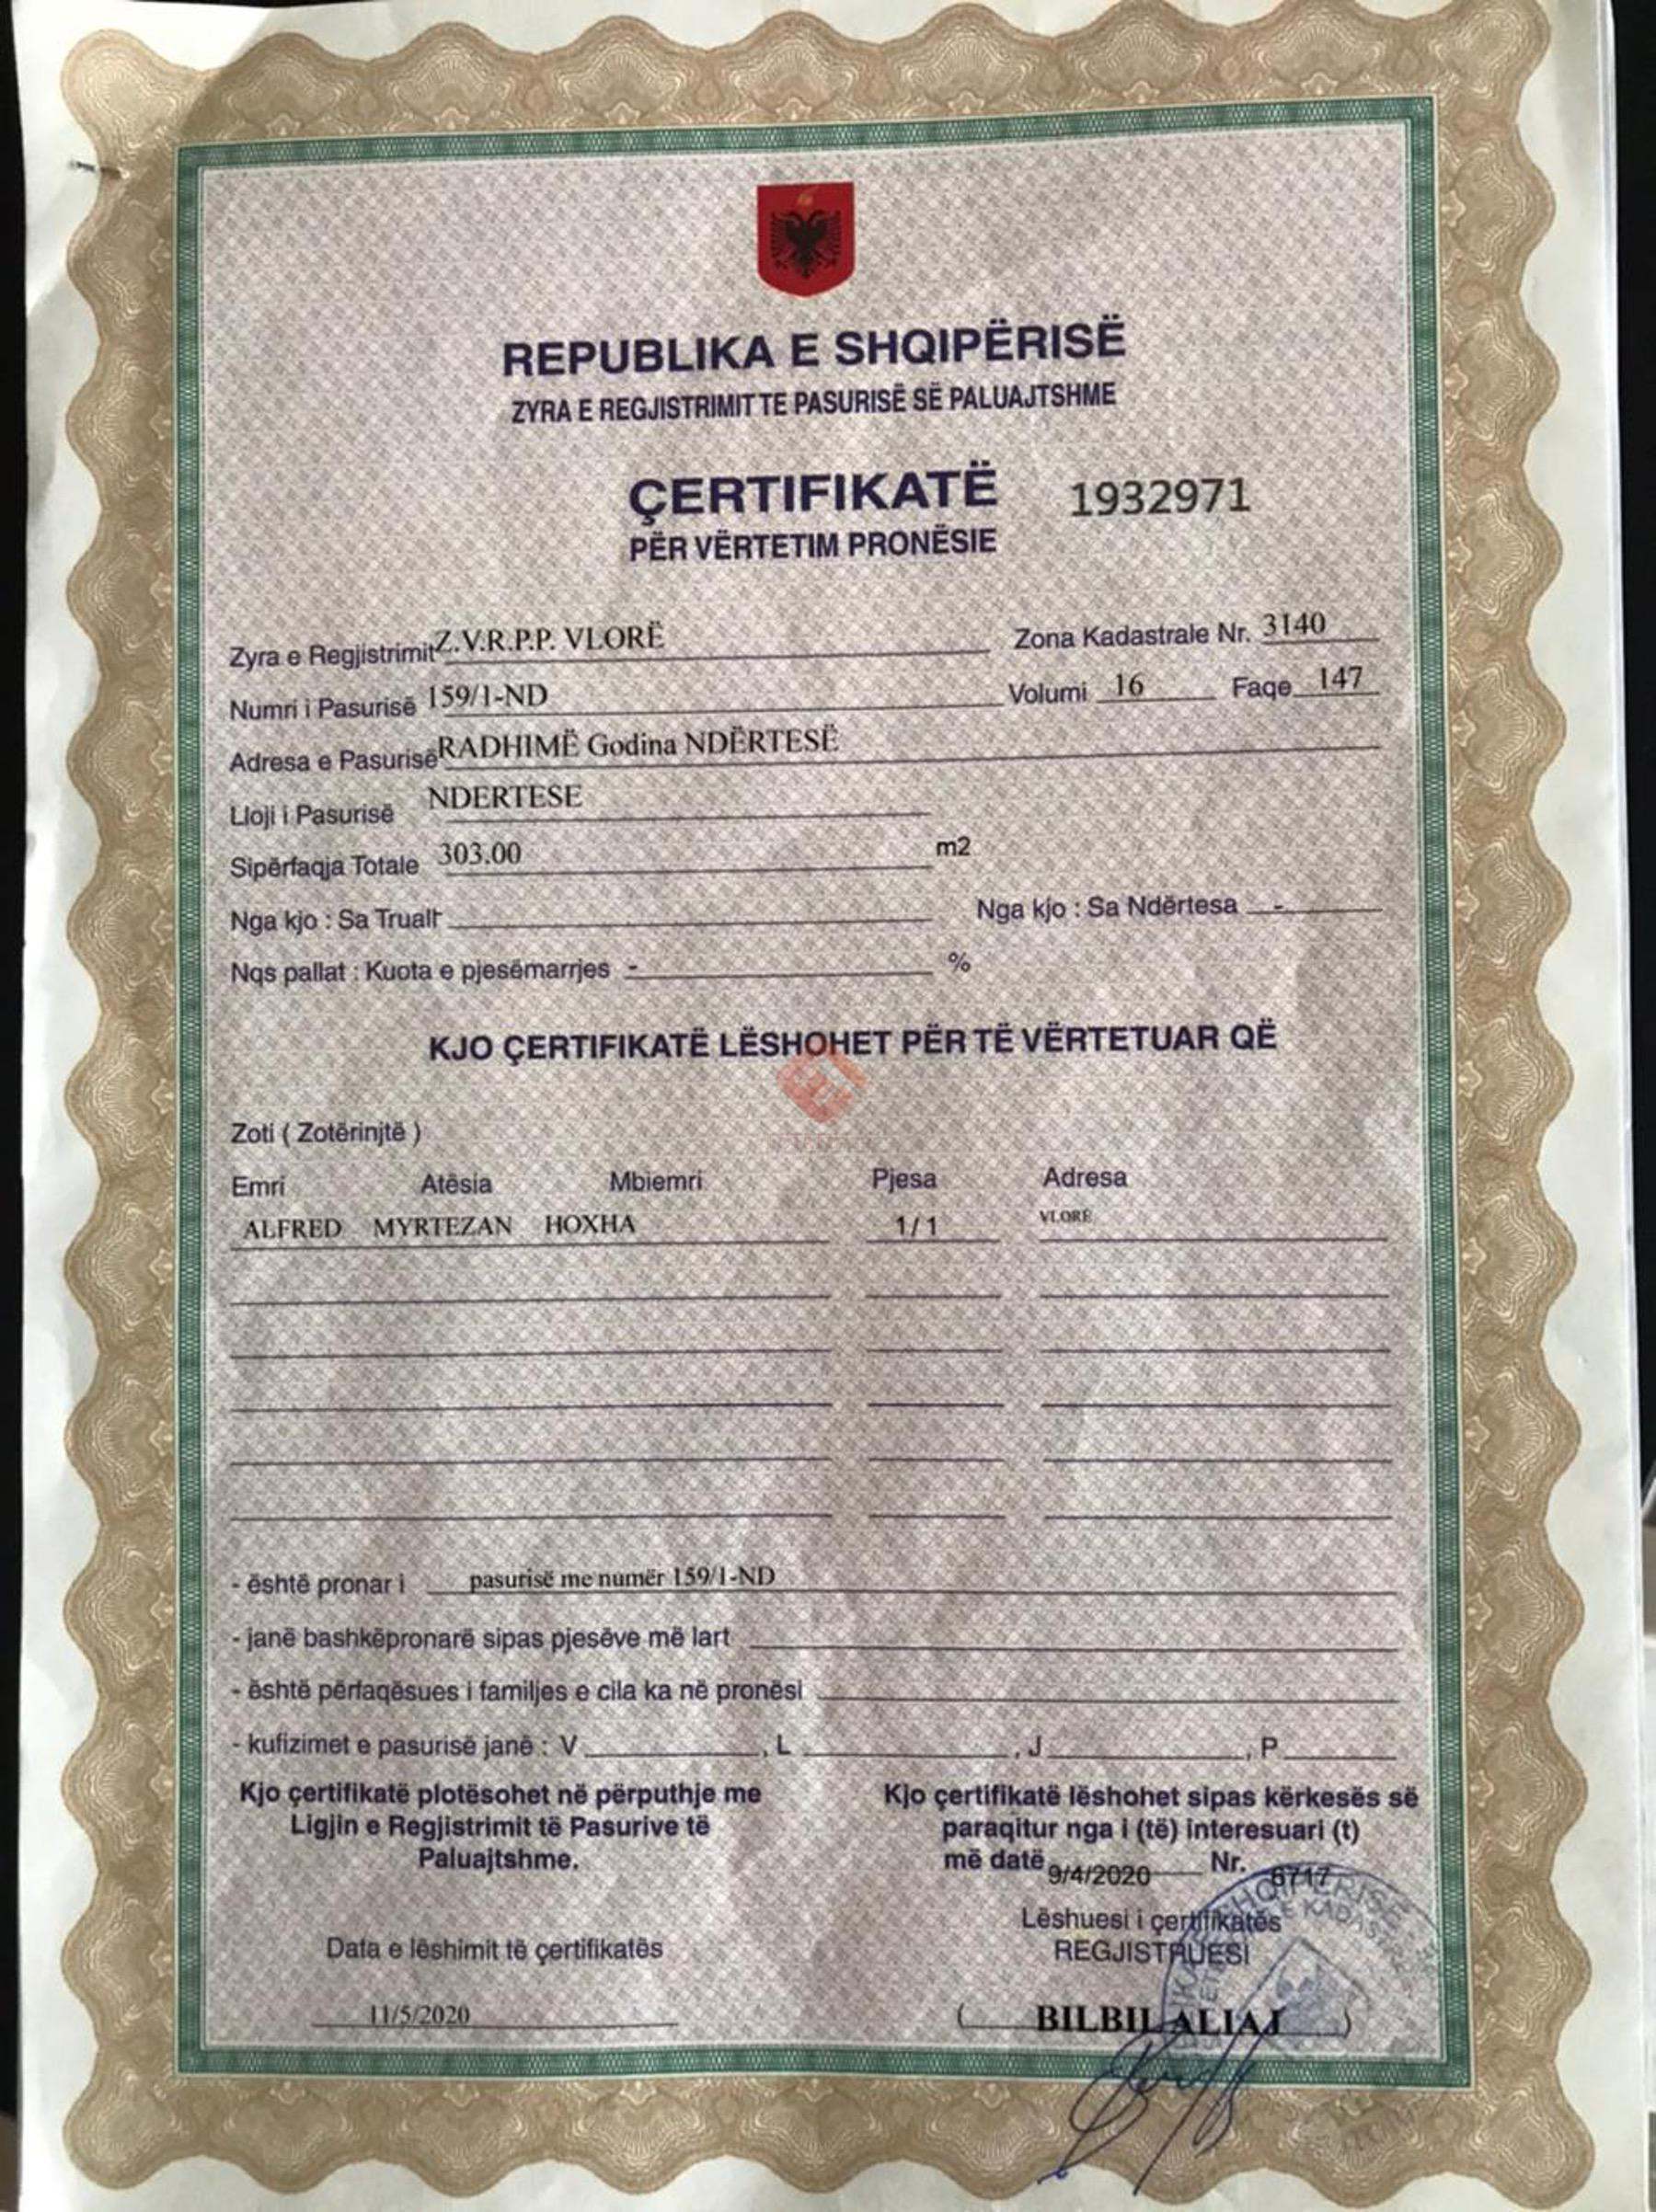 REPUBLIKA E SHQIPËRISË
ZYRA E REGJISTRIMIT TE PASURISË SË PALUAJTSHME
ÇERTIFIKATË 1932971
PËR VËRTETIM PRONËSIE
Zyra e Regjistrimit Z.V.R.P.P. VLORË Zona Kadastrale Nr. 3140
Numri i Pasurisë 159/1-ND Volumi 16 Faqe 147
Adresa e Pasurisë RADHIMË Godina NDËRTESË
Lloji i Pasurisë NDERTESE
Sipërfaqja Totale 303.00 m2
Nga kjo : Sa Truall - Nga kjo : Sa Ndërtesa -
Nqs pallat : Kuota e pjesëmarrjes - %
KJO ÇERTIFIKATË LËSHOHET PËR TË VËRTETUAR QË
Zoti ( Zotërinjtë )
Emri Atësia Mbiemri Pjesa Adresa
ALFRED MYRTEZAN HOXHA 1/1 VLORË
- është pronar i pasurisë me numër 159/1-ND
- janë bashkëpronarë sipas pjesëve më lart
- është përfaqësues i familjes e cila ka në pronësi
- kufizimet e pasurisë janë : V , L , J , P
Kjo çertifikatë plotësohet në përputhje me
Ligjin e Regjistrimit të Pasurive të
Paluajtshme.
Kjo çertifikatë lëshohet sipas kërkesës së
paraqitur nga i (të) interesuari (t)
më datë 9/4/2020 Nr. 6717
Data e lëshimit të çertifikatës
11/5/2020
Lëshuesi i çertifikatës
REGJISTRUESI
( BILBIL ALIAJ )